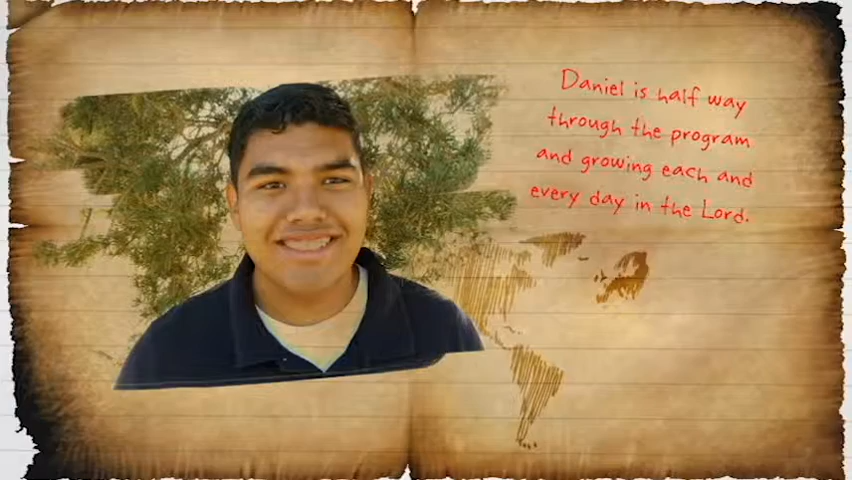 Daniel is half way
through the program
and growing each and
every day in the Lord.